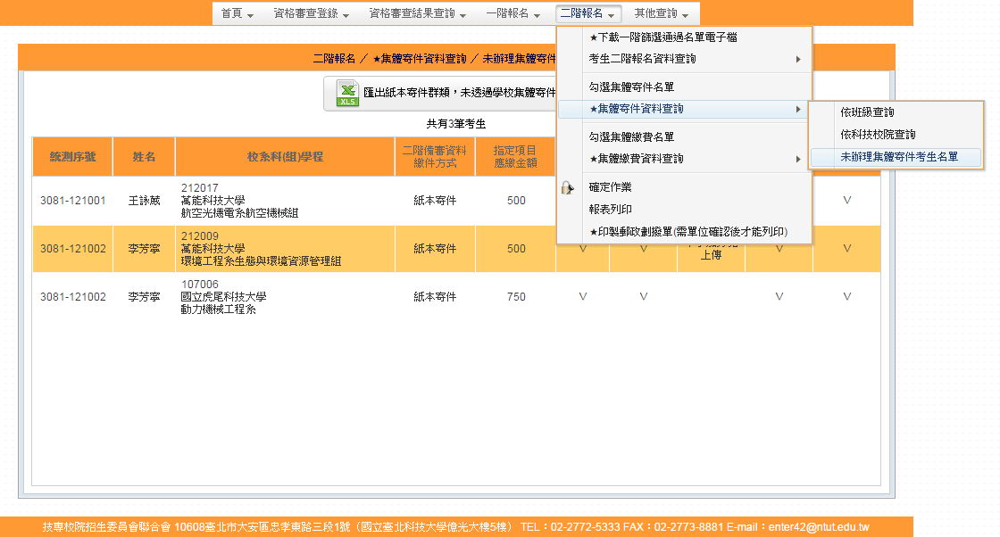 首頁 資格審查登錄 資格審查結果查詢 一階報名 二階報名 其他查詢
二階報名 ／ ★集體寄件資料查詢 ／ 未辦理集體寄件
XLS 匯出紙本寄件群類，未透過學校集體寄件
共有3筆考生
★下載一階篩選通過名單電子檔
考生二階報名資料查詢
勾選集體寄件名單
★集體寄件資料查詢
勾選集體繳費名單
★集體繳費資料查詢
確定作業
報表列印
★印製郵政劃撥單(需單位確認後才能列印)
依班級查詢
依科技校院查詢
未辦理集體寄件考生名單
統測序號 姓名 校系科(組)學程 二階備審資料
繳件方式 指定項目
應繳金額
3081-121001 王詠葳 212017
萬能科技大學
航空光機電系航空機械組 紙本寄件 500 V
3081-121002 李芳寧 212009
萬能科技大學
環境工程系生態與環境資源管理組 紙本寄件 500 V V
上傳 V V
3081-121002 李芳寧 107006
國立虎尾科技大學
動力機械工程系 紙本寄件 750 V V V V
技專校院招生委員會聯合會 10608臺北市大安區忠孝東路三段1號（國立臺北科技大學億光大樓5樓） TEL：02-2772-5333 FAX：02-2773-8881 E-mail：enter42@ntut.edu.tw